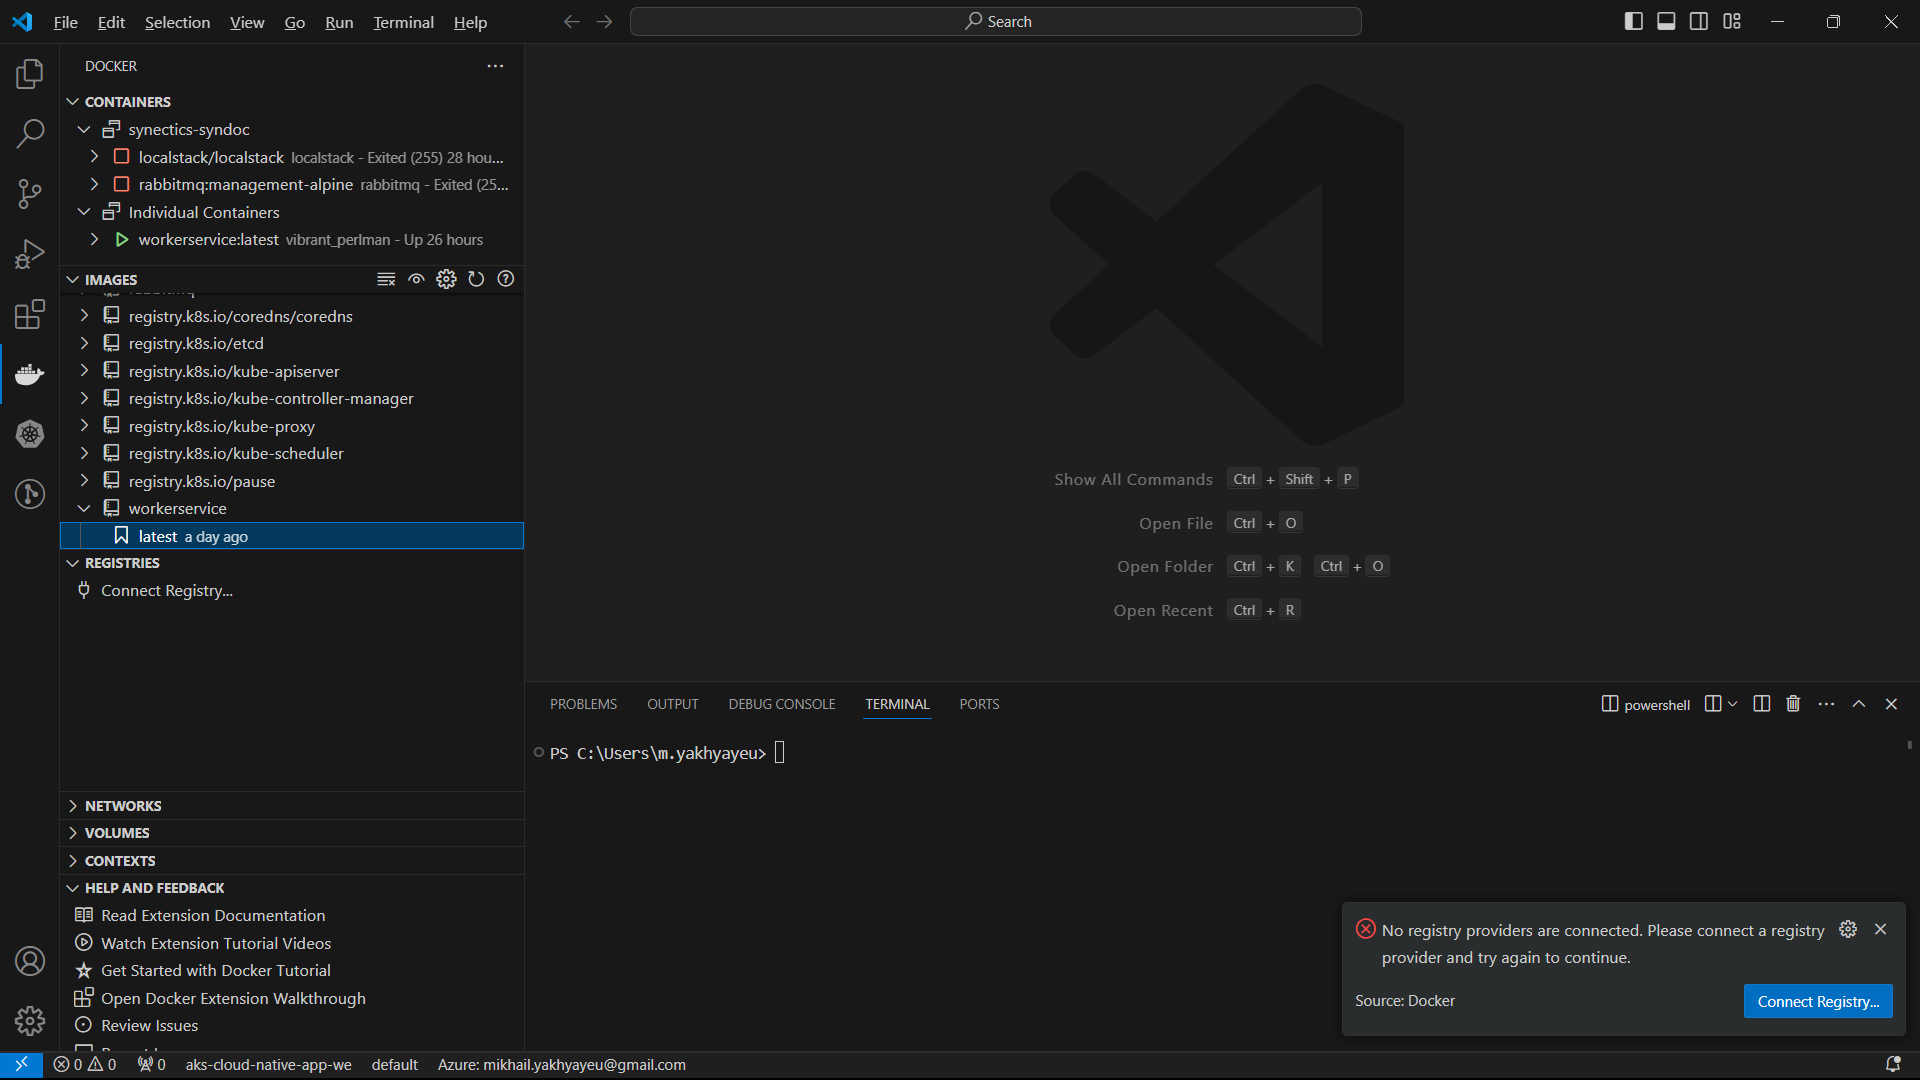 File Edit Selection View Go Run Terminal Help
Search
DOCKER
CONTAINERS
synectics-syndoc
localstack/localstack localstack - Exited (255) 28 hou...
rabbitmq:management-alpine rabbitmq - Exited (25...
Individual Containers
workerservice:latest vibrant_perlman - Up 26 hours
IMAGES
registry.k8s.io/coredns/coredns
registry.k8s.io/etcd
registry.k8s.io/kube-apiserver
registry.k8s.io/kube-controller-manager
registry.k8s.io/kube-proxy
registry.k8s.io/kube-scheduler
registry.k8s.io/pause
workerservice
latest a day ago
REGISTRIES
Connect Registry...
NETWORKS
VOLUMES
CONTEXTS
HELP AND FEEDBACK
Read Extension Documentation
Watch Extension Tutorial Videos
Get Started with Docker Tutorial
Open Docker Extension Walkthrough
Review Issues
Show All Commands Ctrl + Shift + P
Open File Ctrl + O
Open Folder Ctrl + K Ctrl + O
Open Recent Ctrl + R
PROBLEMS OUTPUT DEBUG CONSOLE TERMINAL PORTS
powershell
PS C:\Users\m.yakhyayeu>
No registry providers are connected. Please connect a registry
provider and try again to continue.
Source: Docker
Connect Registry...
0 0 0 aks-cloud-native-app-we default Azure: mikhail.yakhyayeu@gmail.com